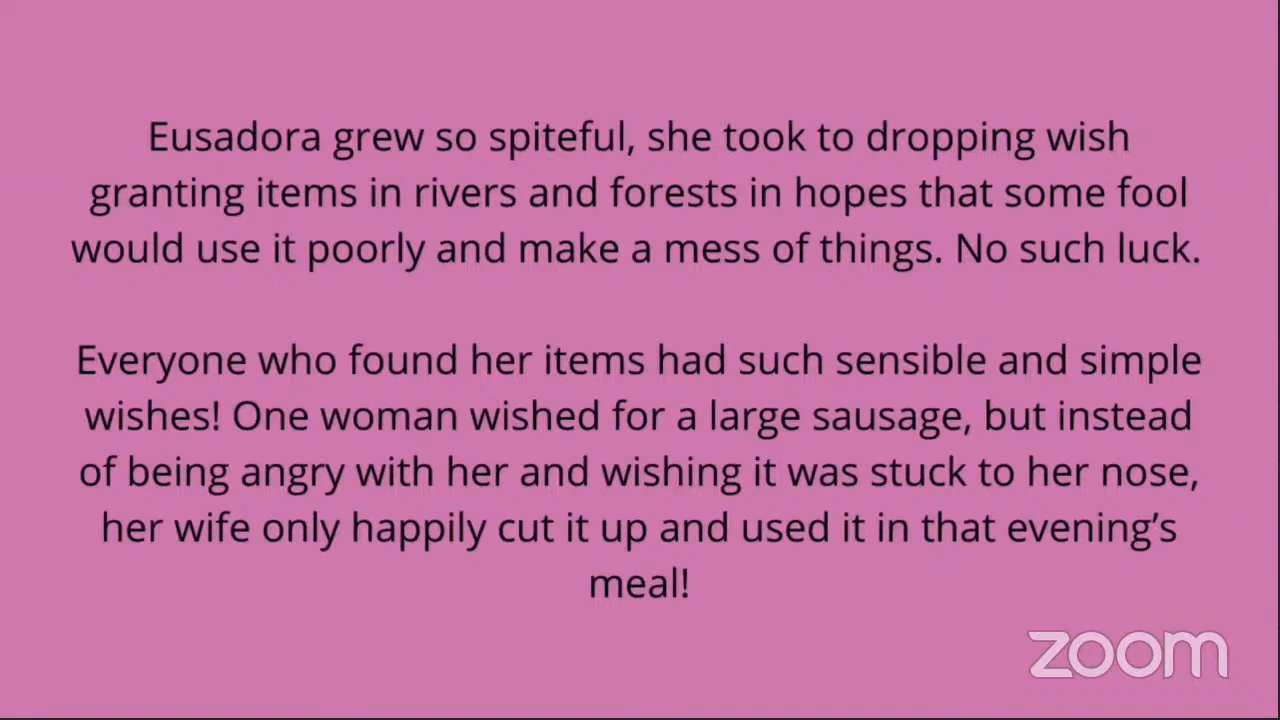 Eusadora grew so spiteful, she took to dropping wish
granting items in rivers and forests in hopes that some fool
would use it poorly and make a mess of things. No such luck.
Everyone who found her items had such sensible and simple
wishes! One woman wished for a large sausage, but instead
of being angry with her and wishing it was stuck to her nose,
her wife only happily cut it up and used it in that evening’s
meal!
zoom